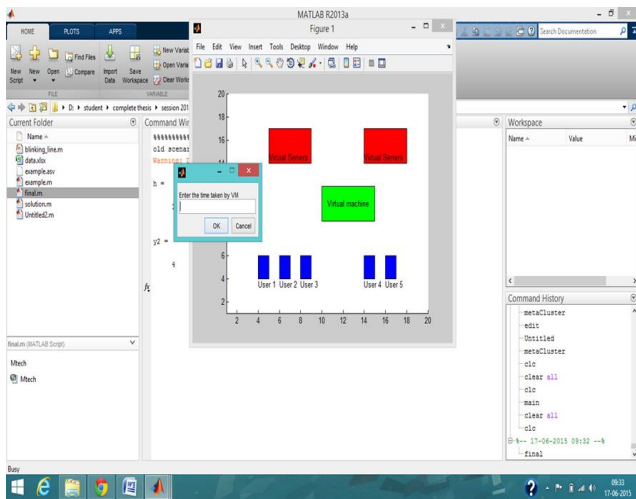 MATLAB R2013a
HOME PLOTS APPS
Search Documentation
New Script
New
Open
Find Files
Compare
Import Data
Save Workspace
New Variab
Open Varia
Clear Works
FILE
VARIABLE
D: ▸ student ▸ complete thesis ▸ session 201
Current Folder
Name
blinking_line.m
data.xlsx
example.asv
example.m
final.m
solution.m
Untitled2.m
final.m (MATLAB Script)
Mtech
Mtech
Busy
Command Wir
old scenar
Warning:
h =
y2 =
4
fx
Figure 1
File Edit View Insert Tools Desktop Window Help
20
18
16
14
6
4
2
2 4 6 8 10 12 14 16 18 20
Virtual Servers
Virtual Servers
Virtual machine
User 1 User 2 User 3 User 4 User 5
Enter the time taken by VM
OK Cancel
Workspace
Name Value Mi
Command History
metaCluster
edit
Untitled
metaCluster
clc
clear all
clc
main
clear all
clc
%-- 17-06-2015 09:32 --%
final
09:33
17-06-2015